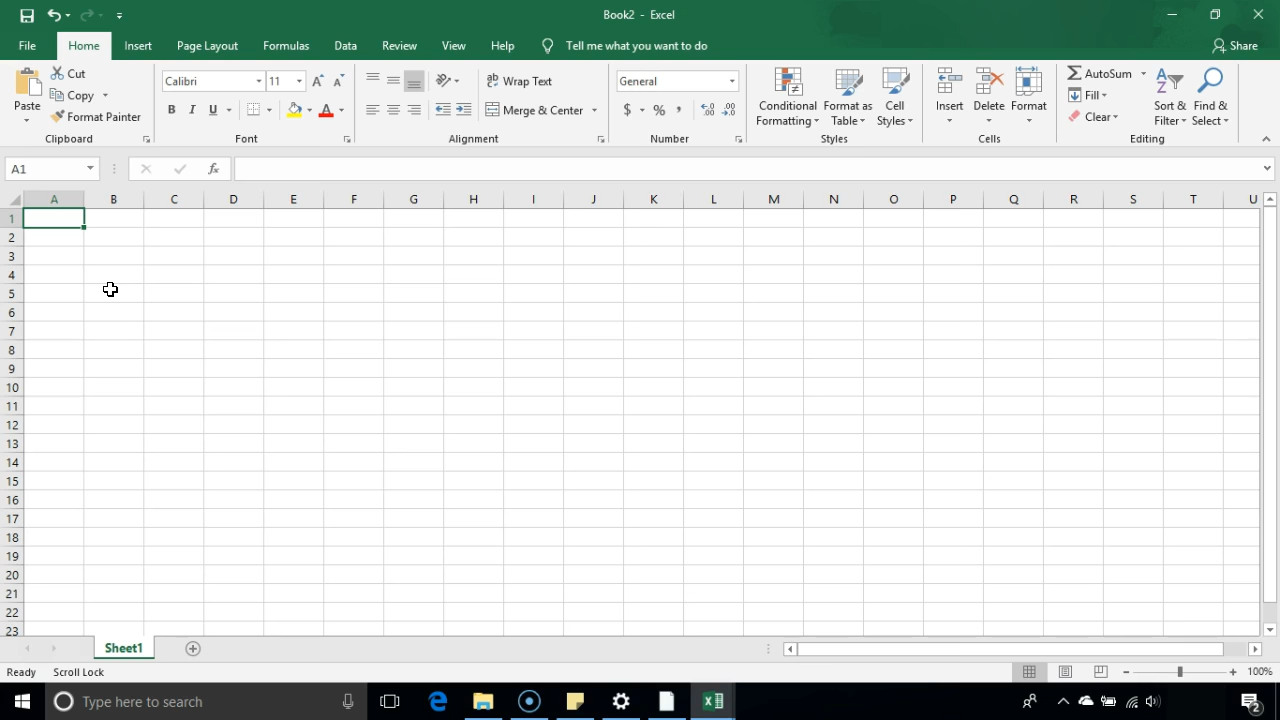 Book2 - Excel
File Home Insert Page Layout Formulas Data Review View Help Tell me what you want to do Share
Paste
Cut
Copy
Format Painter
Clipboard
Calibri 11
B I U
Font
Wrap Text
Merge & Center
Alignment
General
$ % ,
Number
Conditional Formatting
Format as Table
Cell Styles
Styles
Insert Delete Format
Cells
AutoSum
Fill
Clear
Sort & Filter
Find & Select
Editing
A1 fx
A B C D E F G H I J K L M N O P Q R S T U
1
2
3
4
5
6
7
8
9
10
11
12
13
14
15
16
17
18
19
20
21
22
23
Sheet1
Ready Scroll Lock 100%
Type here to search 2